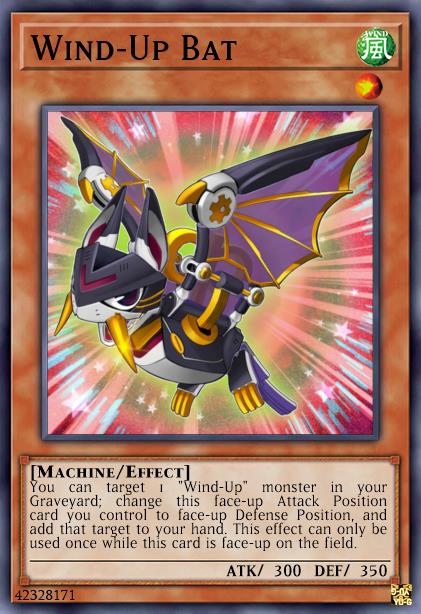 Wind-Up Bat
WIND
風
[Machine/Effect]
You can target 1 "Wind-Up" monster in your
Graveyard; change this face-up Attack Position
card you control to face-up Defense Position, and
add that target to your hand. This effect can only be
used once while this card is face-up on the field.
ATK/ 300 DEF/ 350
42328171